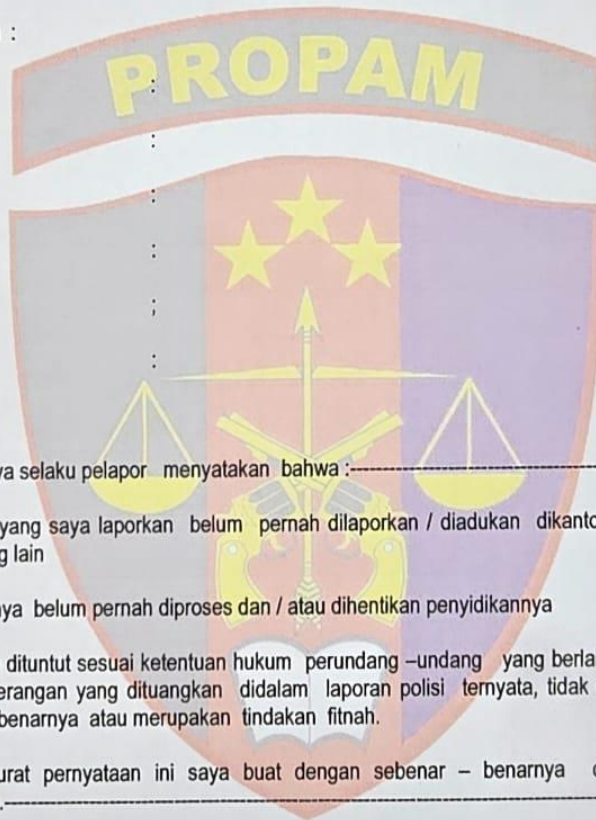 :
PROPAM
:
:
:
:
;
:
ya selaku pelapor menyatakan bahwa :-----------------------------------
yang saya laporkan belum pernah dilaporkan / diadukan dikanto
g lain
nya belum pernah diproses dan / atau dihentikan penyidikannya
dituntut sesuai ketentuan hukum perundang –undang yang berla
erangan yang dituangkan didalam laporan polisi ternyata, tidak
benarnya atau merupakan tindakan fitnah.
urat pernyataan ini saya buat dengan sebenar – benarnya
.-----------------------------------------------------------------------